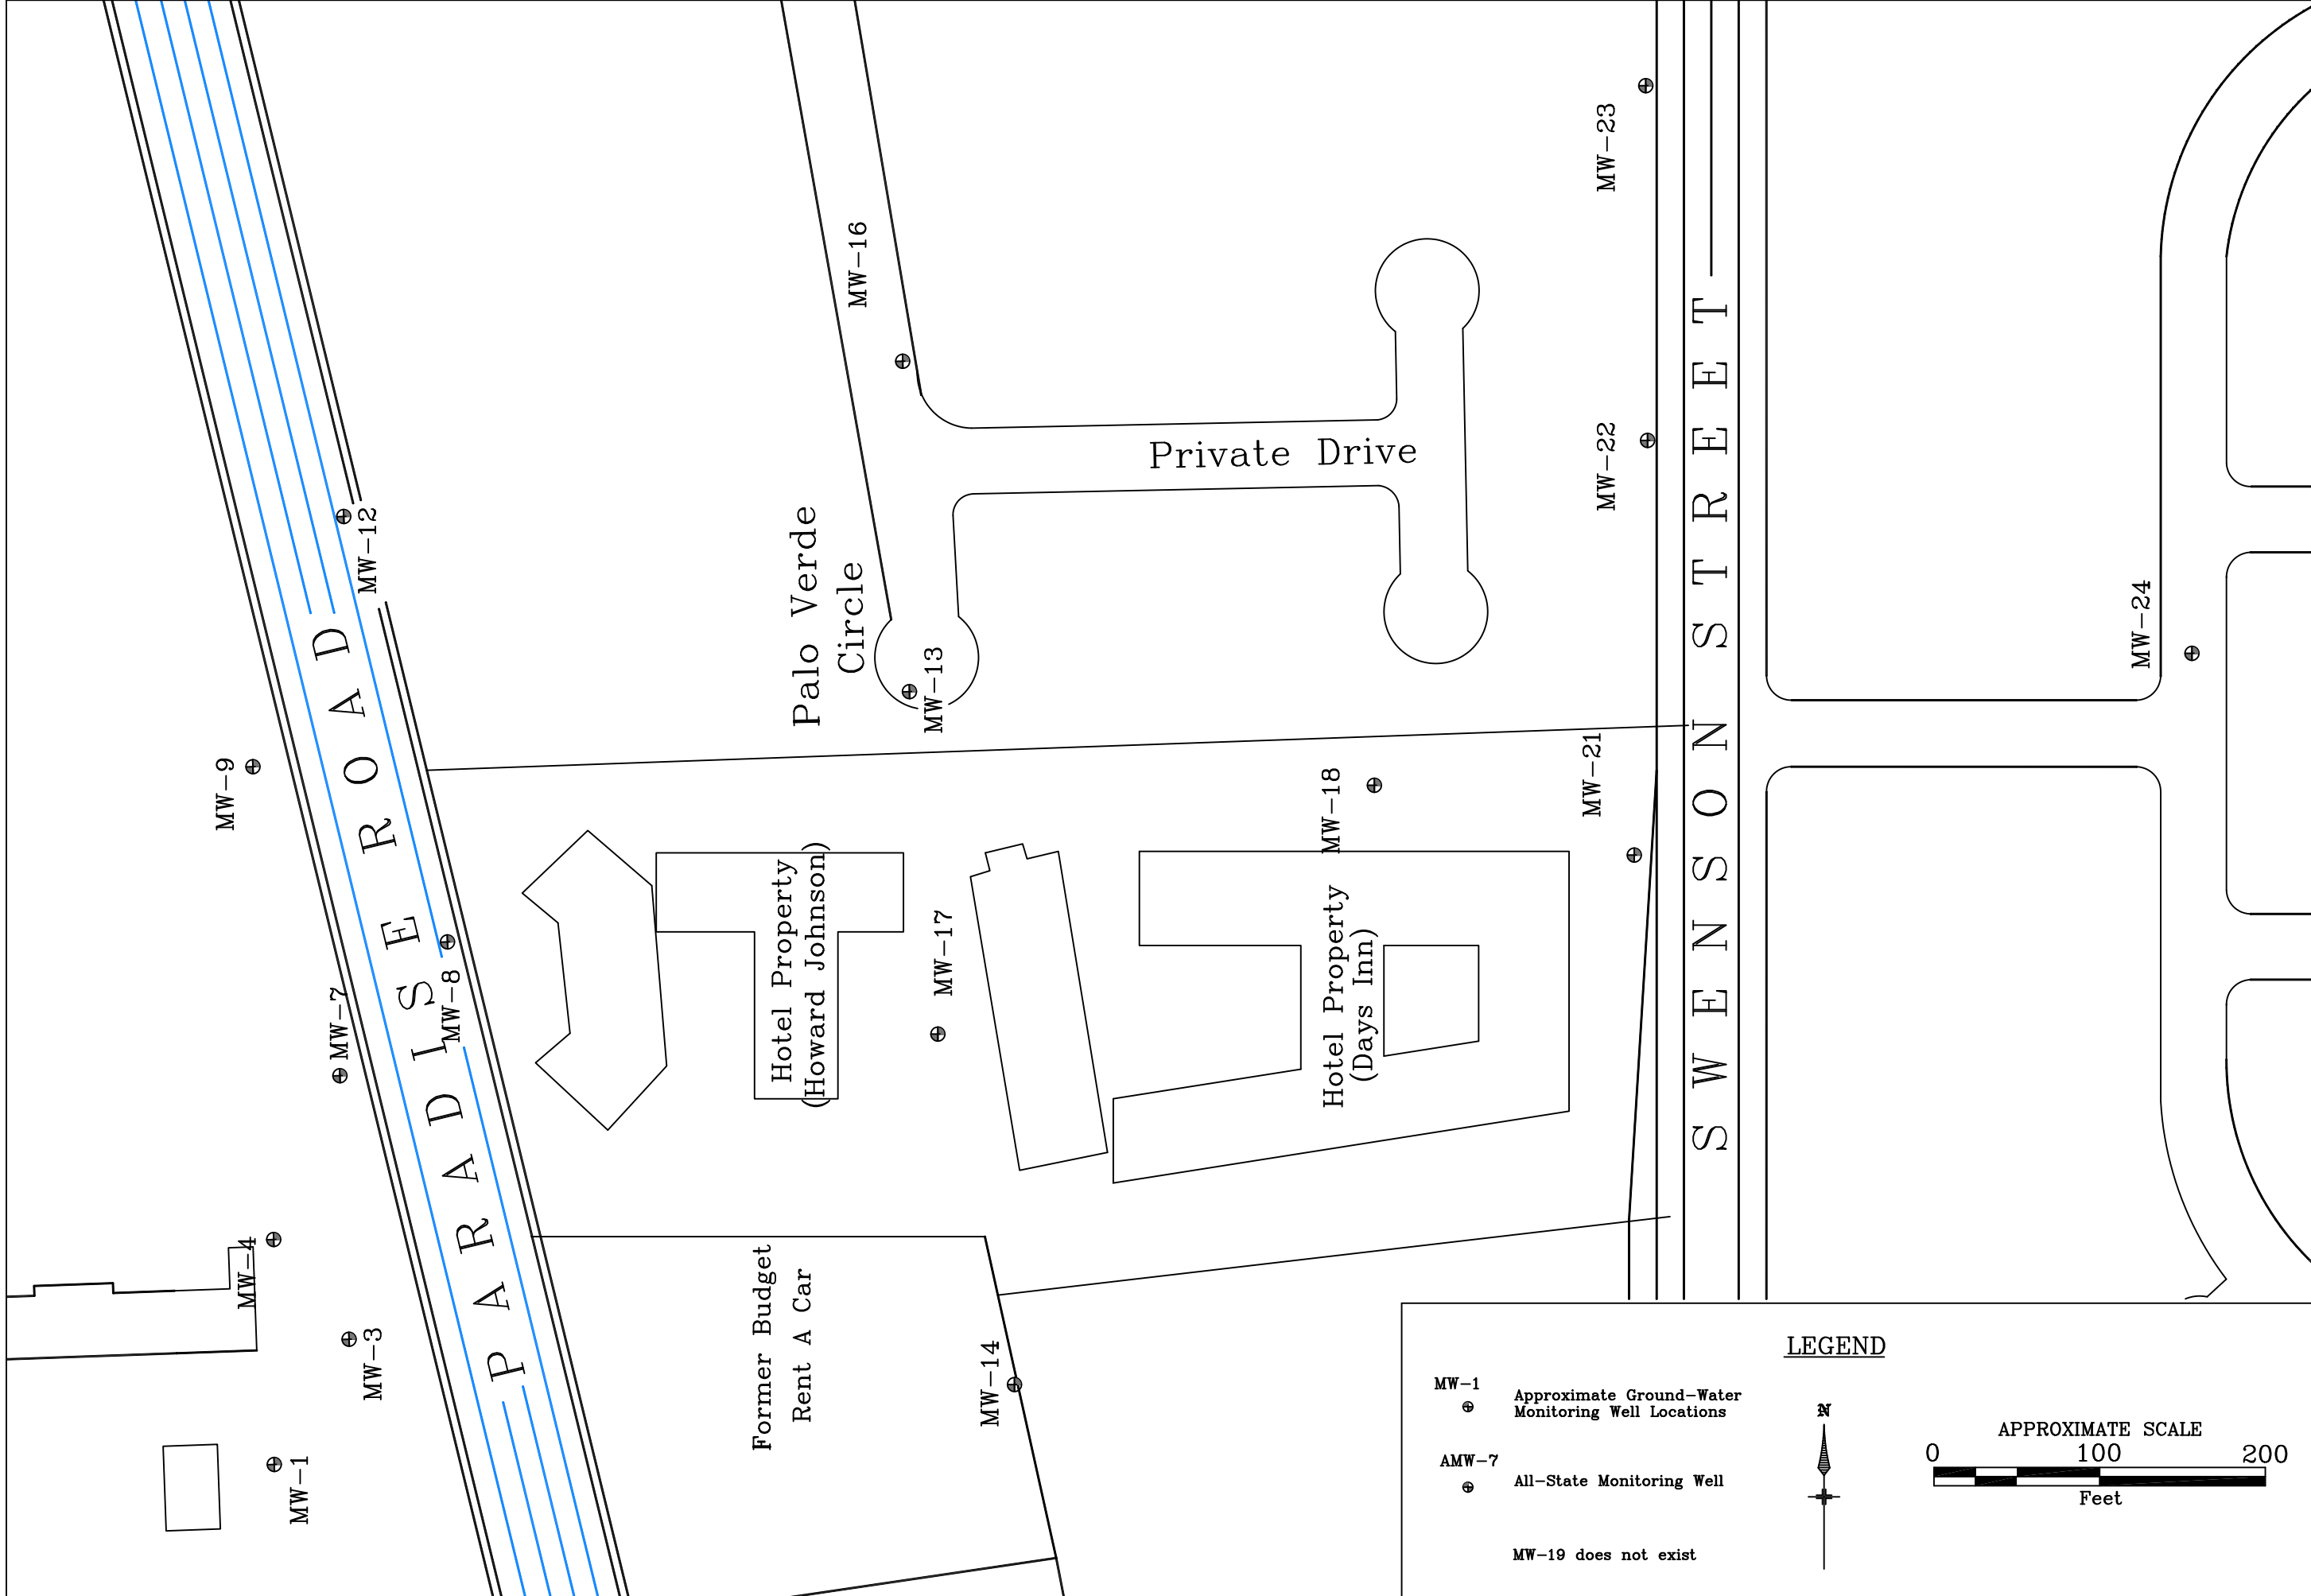 MW-23
MW-16
MW-22
Private Drive
MW-12
Palo Verde
Circle
MW-13
MW-24
MW-9
MW-18
MW-21
PARADISE ROAD
SWENSON STREET
Hotel Property
(Howard Johnson)
MW-17
Hotel Property
(Days Inn)
MW-7
MW-8
MW-4
MW-3
MW-1
Former Budget
Rent A Car
MW-14
LEGEND
MW-1
Approximate Ground-Water
Monitoring Well Locations
AMW-7
All-State Monitoring Well
MW-19 does not exist
N
APPROXIMATE SCALE
0 100 200
Feet